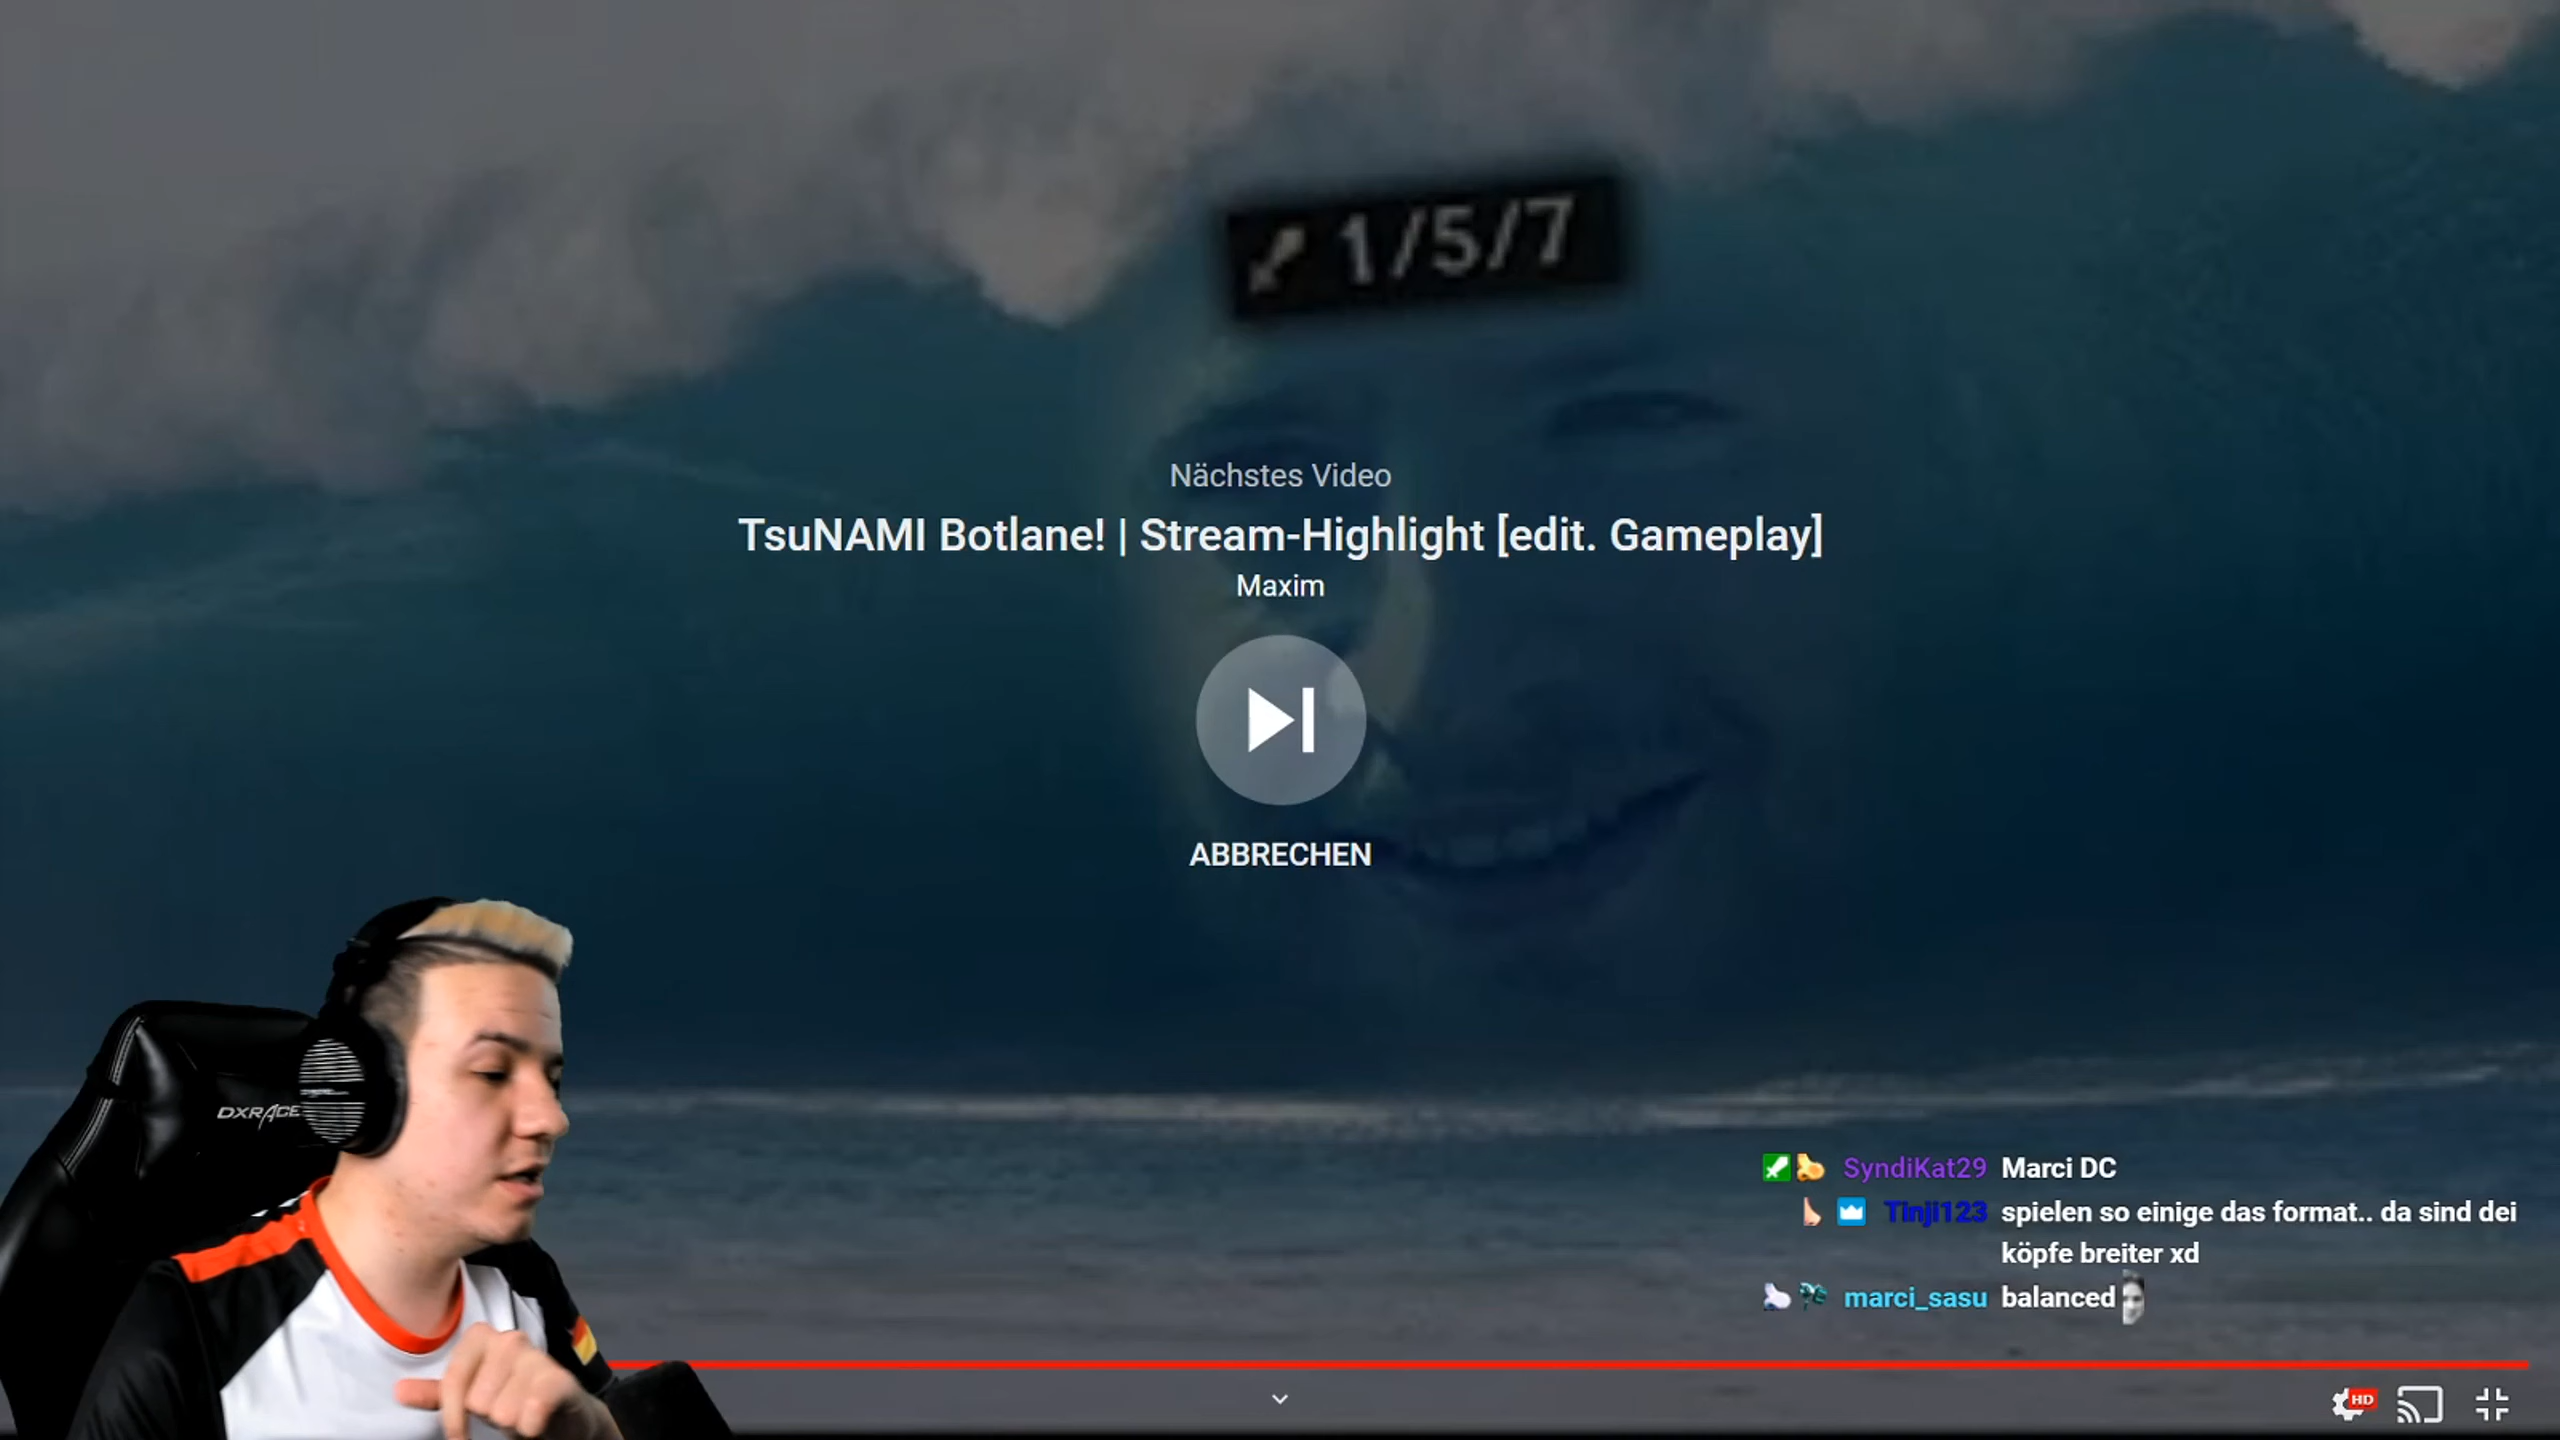 1/5/7
Nächstes Video
TsuNAMI Botlane! | Stream-Highlight [edit. Gameplay]
Maxim
ABBRECHEN
DXRACE
SyndiKat29 Marci DC
Tinji123 spielen so einige das format.. da sind dei
köpfe breiter xd
marci_sasu balanced
HD